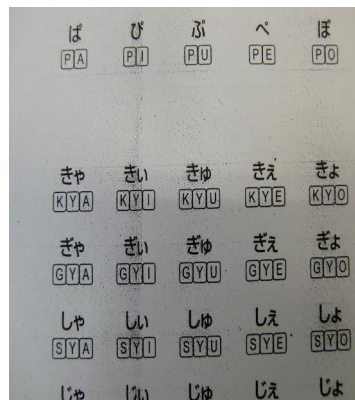 ぱ ぴ ぷ ぺ ぽ
PA PI PU PE PO
きゃ きぃ きゅ きぇ きょ
KYA KYI KYU KYE KYO
ぎゃ ぎぃ ぎゅ ぎぇ ぎょ
GYA GYI GYU GYE GYO
しゃ しぃ しゅ しぇ しょ
SYA SYI SYU SYE SYO
じゃ じぃ じゅ じぇ じょ